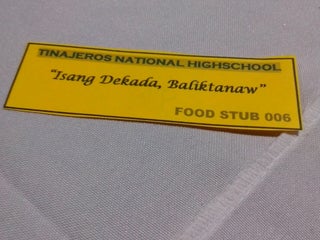 TINAJEROS NATIONAL HIGHSCHOOL
"Isang Dekada, Baliktanaw"
FOOD STUB 006